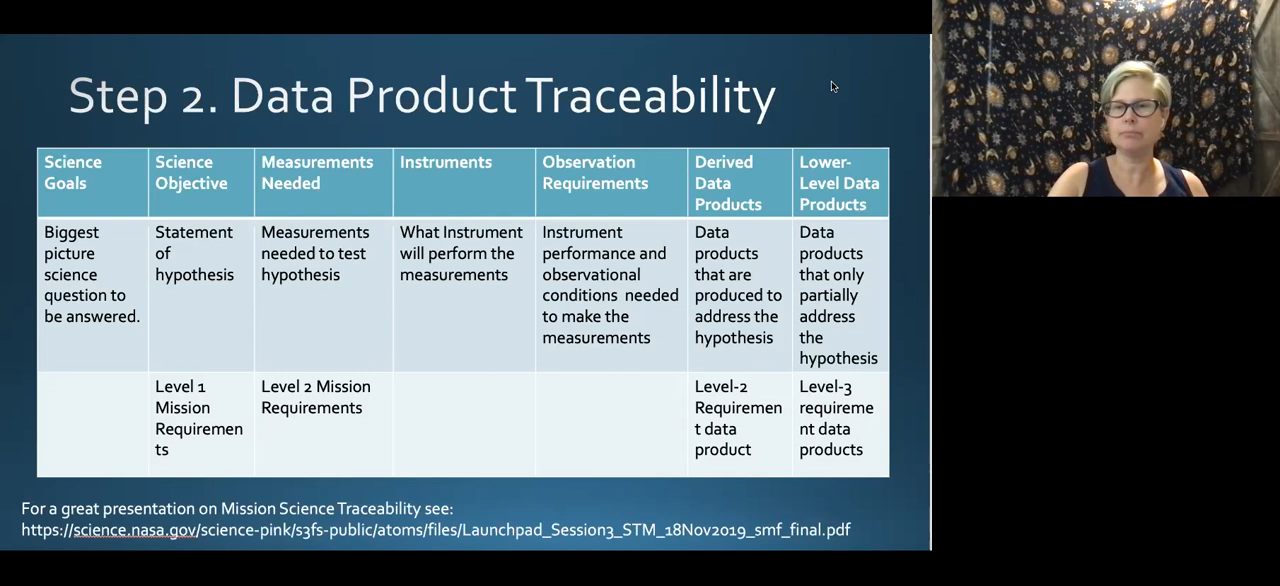 Step 2. Data Product Traceability
Science
Goals
Science
Objective
Measurements
Needed
Instruments
Observation
Requirements
Derived
Data
Products
Lower-
Level Data
Products
Biggest
picture
science
question to
be answered.
Statement
of
hypothesis
Measurements
needed to test
hypothesis
What Instrument
will perform the
measurements
Instrument
performance and
observational
conditions needed
to make the
measurements
Data
products
that are
produced to
address the
hypothesis
Data
products
that only
partially
address
the
hypothesis
Level 1
Mission
Requiremen
ts
Level 2 Mission
Requirements
Level-2
Requiremen
t data
product
Level-3
requireme
nt data
products
For a great presentation on Mission Science Traceability see:
https://science.nasa.gov/science-pink/s3fs-public/atoms/files/Launchpad_Session3_STM_18Nov2019_smf_final.pdf